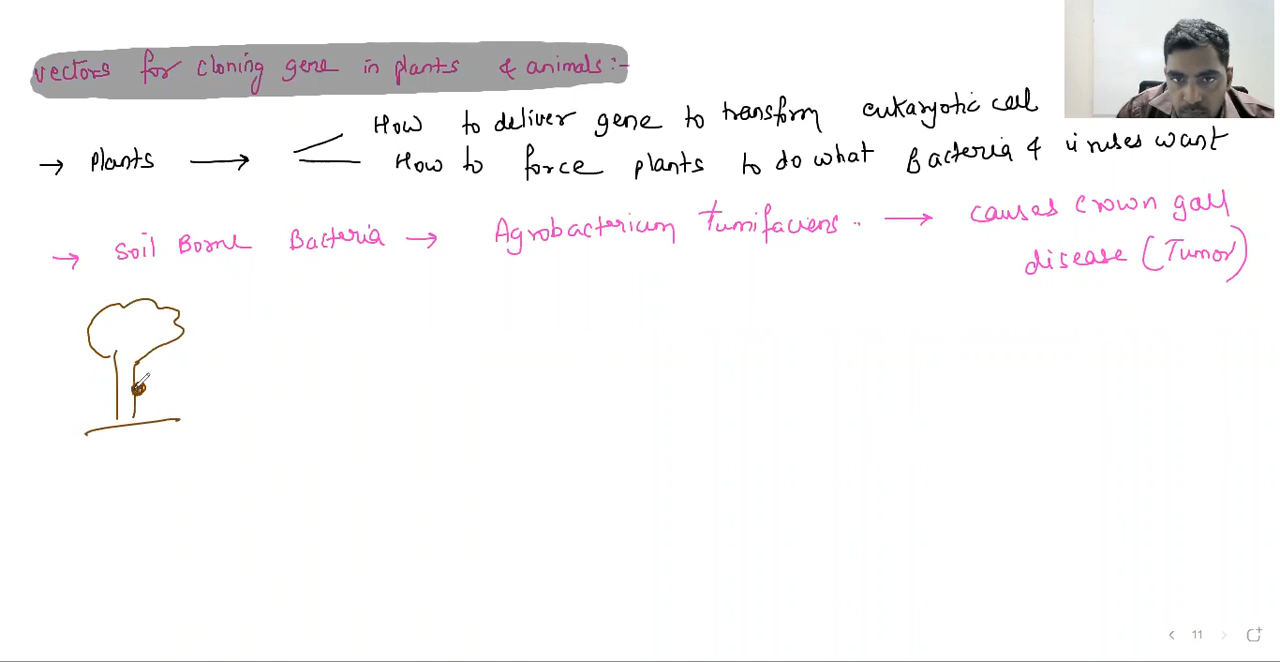 vectors for cloning gene in plants & animals:-
How to deliver gene to transform eukaryotic cell
→ Plants → How to force plants to do what Bacteria & viruses want
→ Soil Borne Bacteria → Agrobacterium Tumifaciens.. → causes crown gall
disease (Tumor)
11